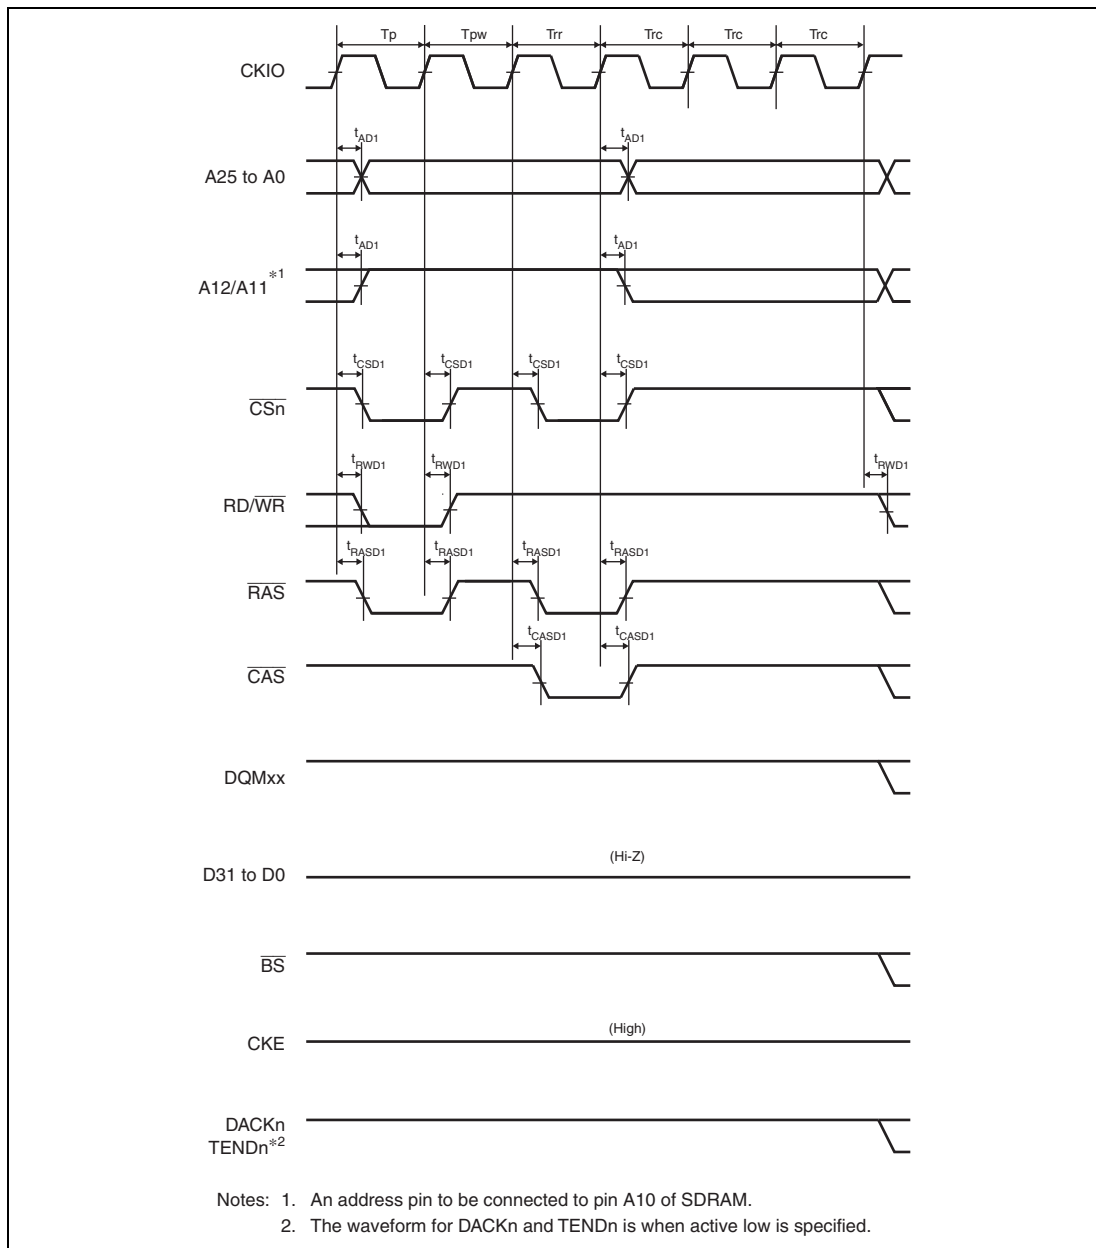 Tp Tpw Trr Trc Trc Trc
CKIO
tAD1 tAD1
A25 to A0
tAD1 tAD1
A12/A11*1
tCSD1 tCSD1 tCSD1 tCSD1
CSn
tRWD1 tRWD1 tRWD1
RD/WR
tRASD1 tRASD1 tRASD1 tRASD1
RAS
tCASD1 tCASD1
CAS
DQMxx
(Hi-Z)
D31 to D0
BS
(High)
CKE
DACKn
TENDn*2
Notes: 1. An address pin to be connected to pin A10 of SDRAM.
2. The waveform for DACKn and TENDn is when active low is specified.